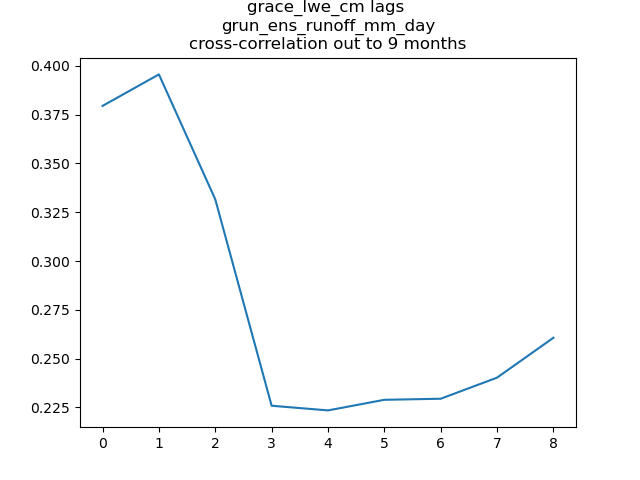 grace_lwe_cm lags
grun_ens_runoff_mm_day
cross-correlation out to 9 months
0.400
0.375
0.350
0.325
0.300
0.275
0.250
0.225
0 1 2 3 4 5 6 7 8